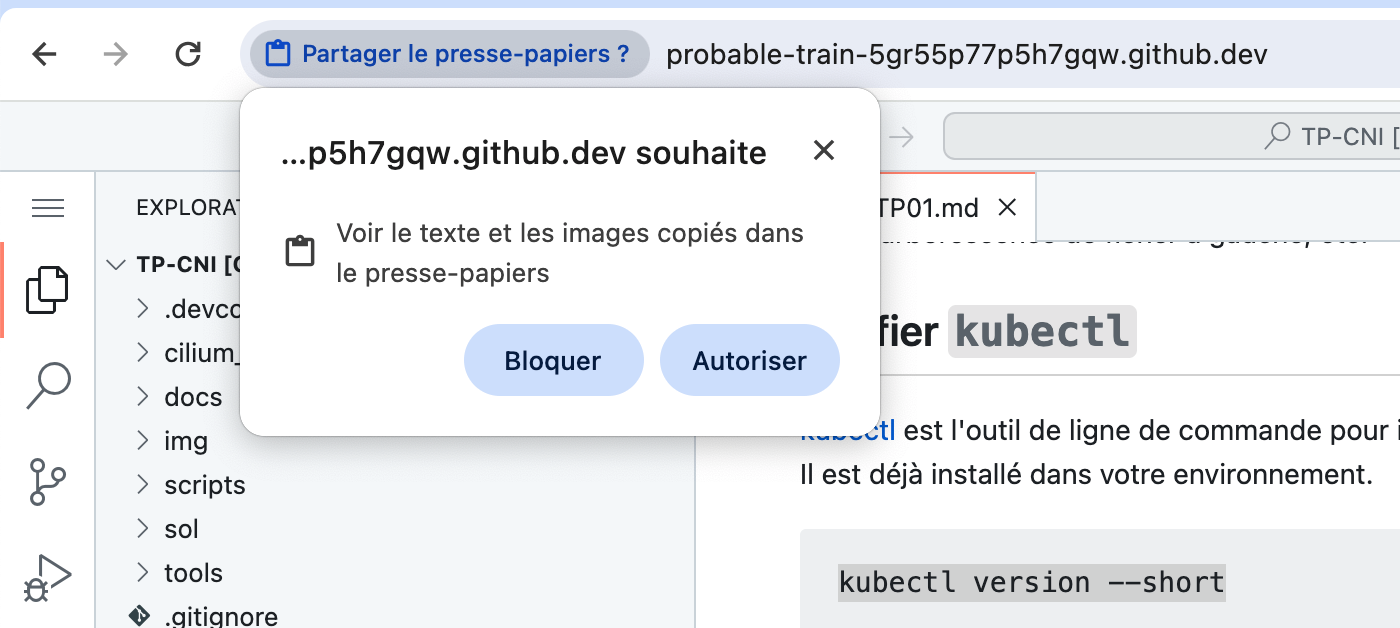 Partager le presse-papiers ?
probable-train-5gr55p77p5h7gqw.github.dev
...p5h7gqw.github.dev souhaite
Voir le texte et les images copiés dans
le presse-papiers
Bloquer
Autoriser
TP-CNI [
EXPLORAT
TP-CNI [
.devco
cilium_
docs
img
scripts
sol
tools
.gitignore
TP01.md
fier kubectl
kubectl est l'outil de ligne de commande pour i
Il est déjà installé dans votre environnement.
kubectl version --short